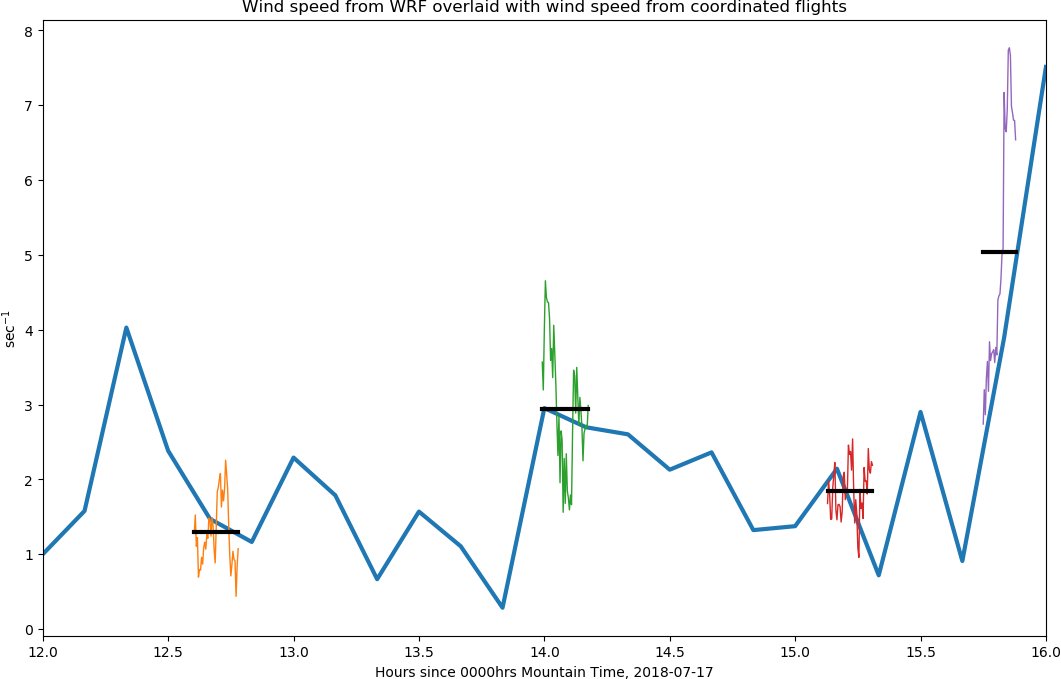 Wind speed from WRF overlaid with wind speed from coordinated flights
8
7
6
5
4
3
2
1
0
sec⁻¹
12.0 12.5 13.0 13.5 14.0 14.5 15.0 15.5 16.0
Hours since 0000hrs Mountain Time, 2018-07-17